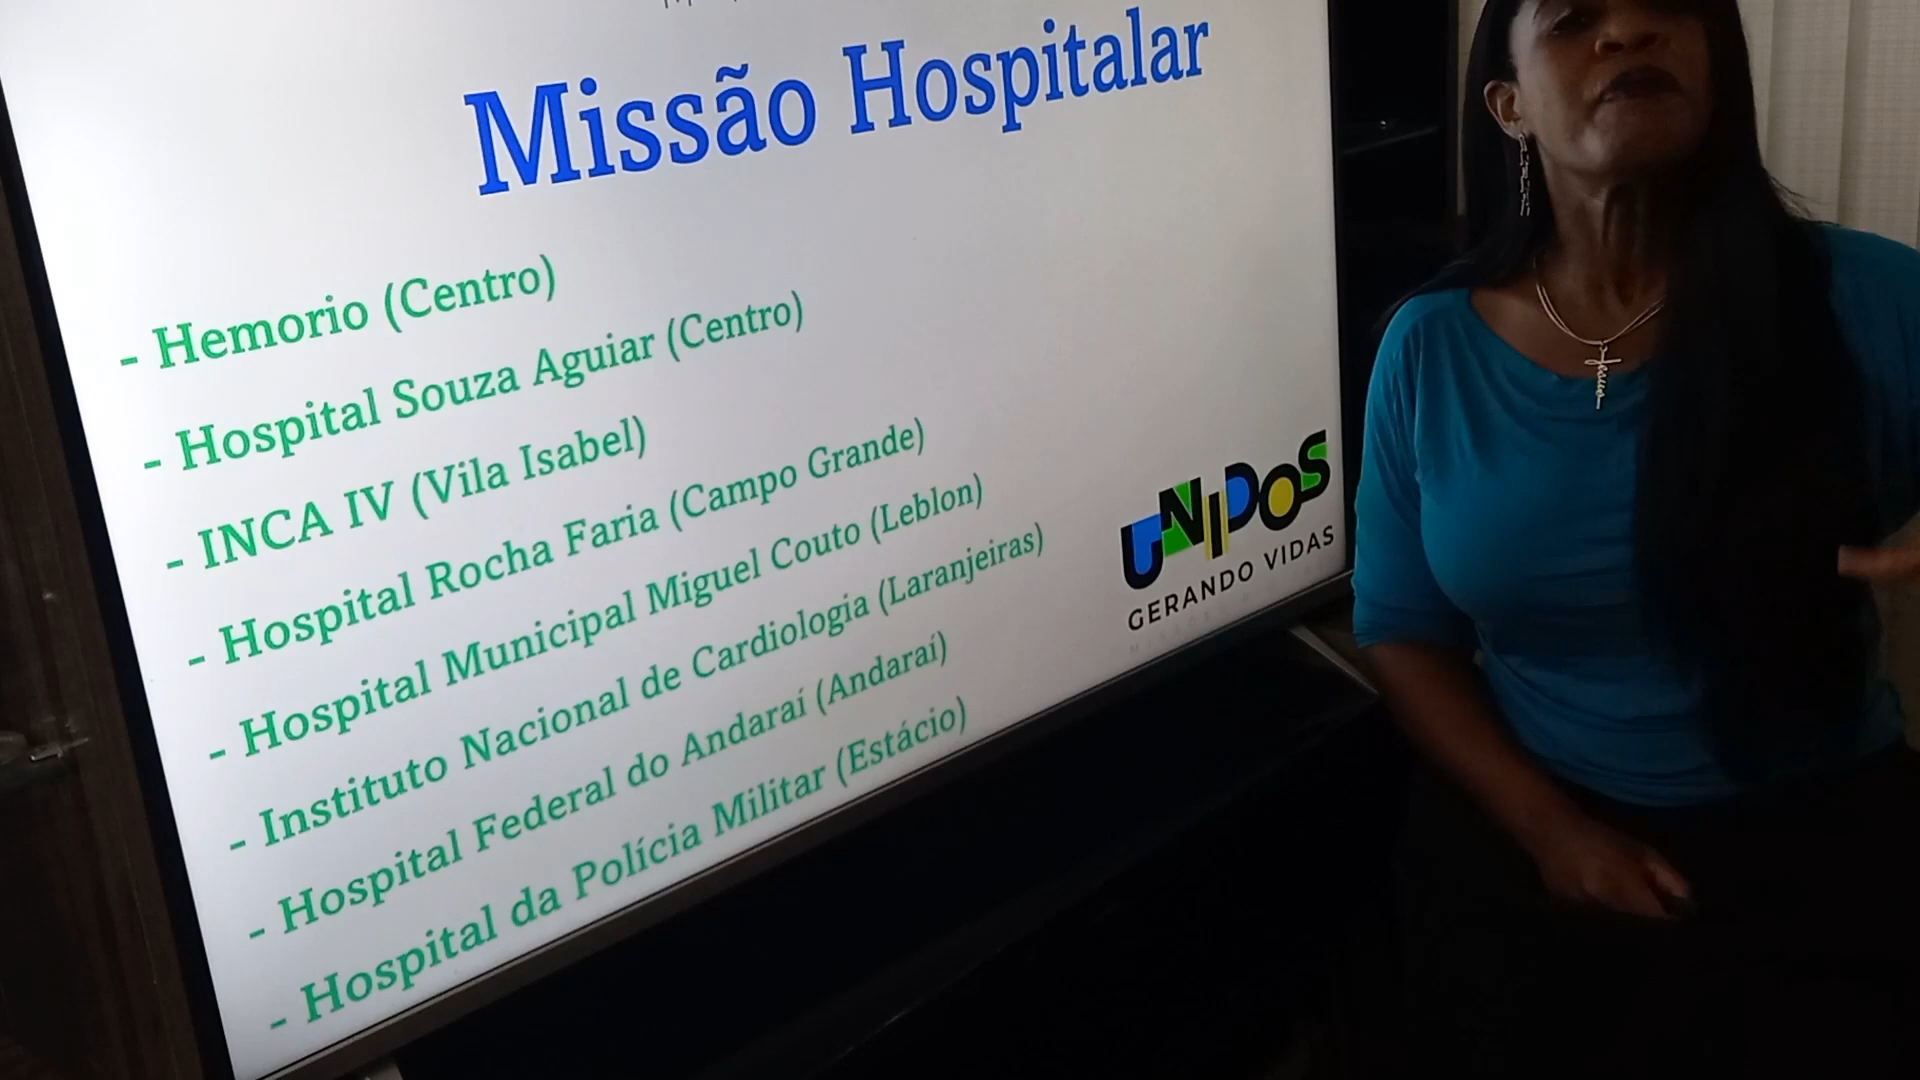 Missão Hospitalar
- Hemorio (Centro)
- Hospital Souza Aguiar (Centro)
- INCA IV (Vila Isabel)
- Hospital Rocha Faria (Campo Grande)
- Hospital Municipal Miguel Couto (Leblon)
- Instituto Nacional de Cardiologia (Laranjeiras)
- Hospital Federal do Andaraí (Andaraí)
- Hospital da Polícia Militar (Estácio)
UNIDOS
GERANDO VIDAS
Jesus